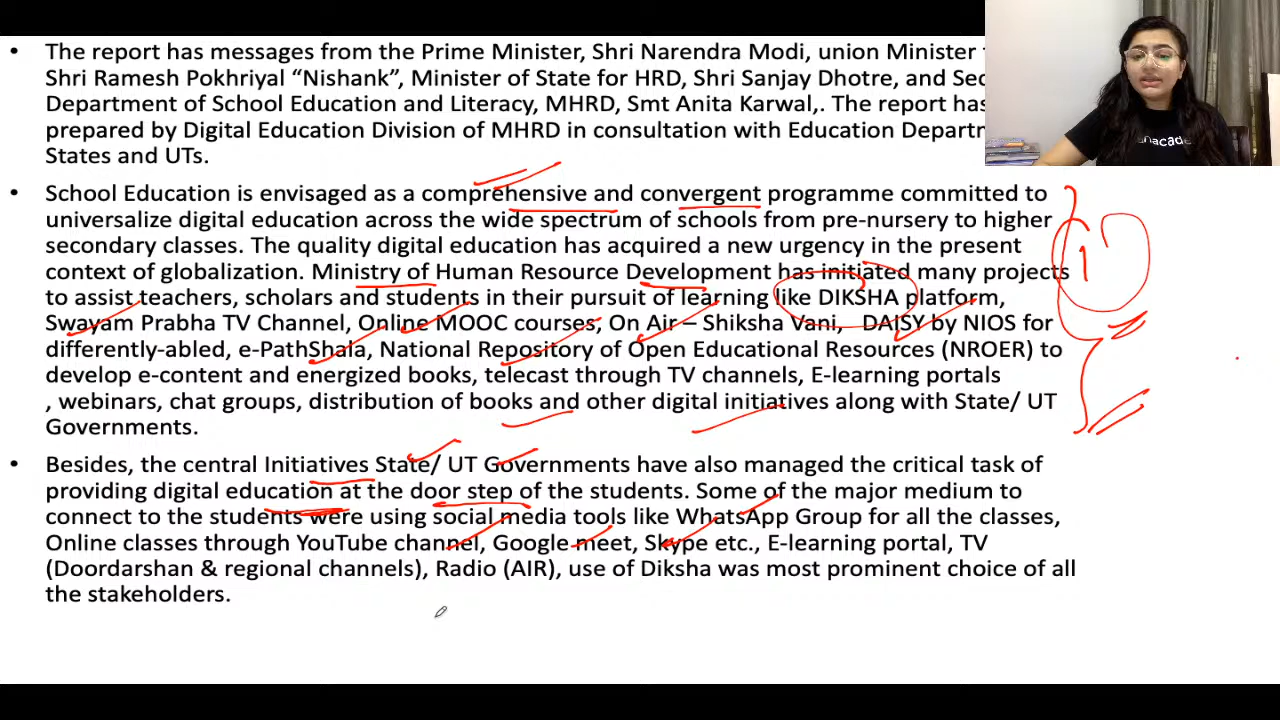 • The report has messages from the Prime Minister, Shri Narendra Modi, union Minister
Shri Ramesh Pokhriyal “Nishank”, Minister of State for HRD, Shri Sanjay Dhotre, and Sec
Department of School Education and Literacy, MHRD, Smt Anita Karwal,. The report has
prepared by Digital Education Division of MHRD in consultation with Education Departm
States and UTs.
• School Education is envisaged as a comprehensive and convergent programme committed to
universalize digital education across the wide spectrum of schools from pre-nursery to higher
secondary classes. The quality digital education has acquired a new urgency in the present
context of globalization. Ministry of Human Resource Development has initiated many projects
to assist teachers, scholars and students in their pursuit of learning like DIKSHA platform,
Swayam Prabha TV Channel, Online MOOC courses, On Air – Shiksha Vani, DAISY by NIOS for
differently-abled, e-PathShala, National Repository of Open Educational Resources (NROER) to
develop e-content and energized books, telecast through TV channels, E-learning portals
, webinars, chat groups, distribution of books and other digital initiatives along with State/ UT
Governments.
• Besides, the central Initiatives State/ UT Governments have also managed the critical task of
providing digital education at the door step of the students. Some of the major medium to
connect to the students were using social media tools like WhatsApp Group for all the classes,
Online classes through YouTube channel, Google meet, Skype etc., E-learning portal, TV
(Doordarshan & regional channels), Radio (AIR), use of Diksha was most prominent choice of all
the stakeholders.
nacade
1